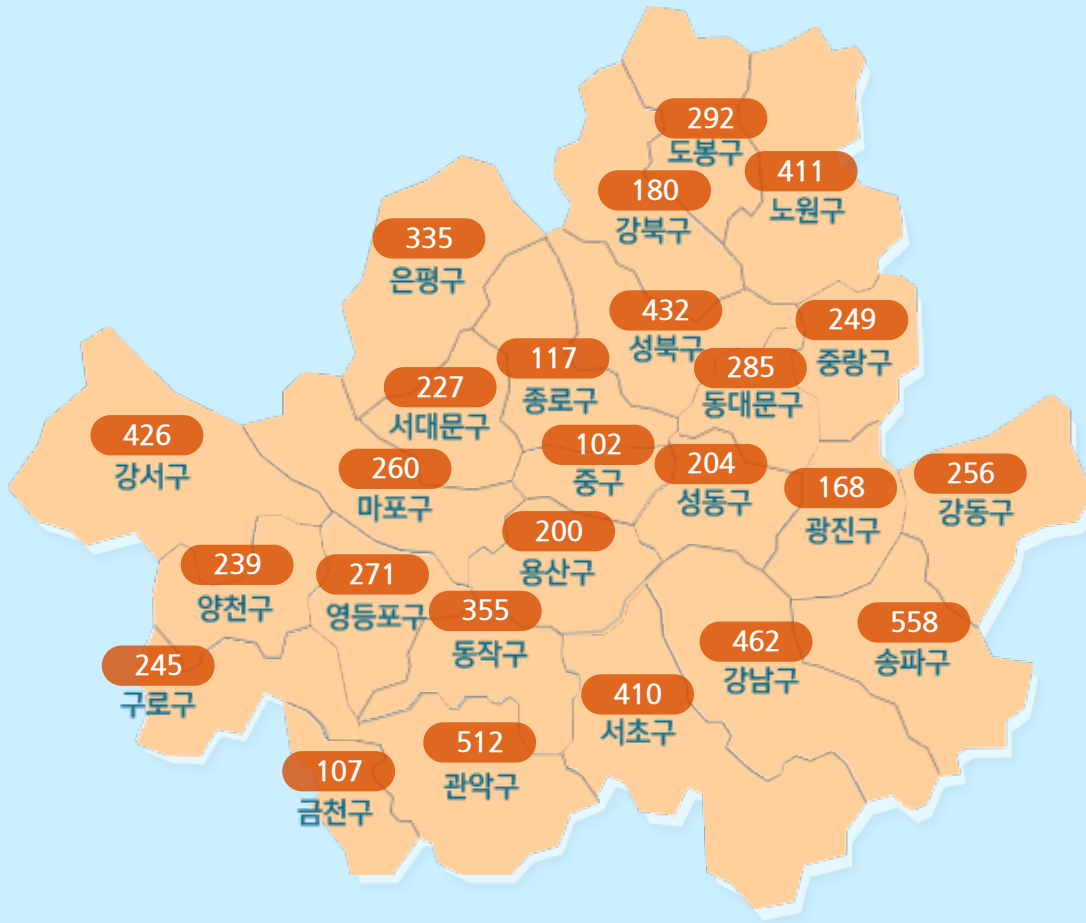 292
도봉구
411
노원구
180
강북구
335
은평구
432
성북구
249
중랑구
117
종로구
285
동대문구
227
서대문구
426
강서구
102
중구
260
마포구
204
성동구
168
광진구
256
강동구
200
용산구
239
양천구
271
영등포구
355
동작구
558
송파구
462
강남구
245
구로구
410
서초구
512
관악구
107
금천구